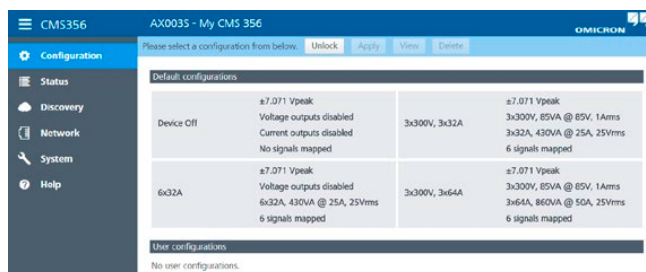 CMS356
AX003S - My CMS 356
OMICRON
Please select a configuration from below.
Unlock
Apply
View
Delete
Configuration
Status
Discovery
Network
System
Help
Default configurations
Device Off
±7.071 Vpeak
Voltage outputs disabled
Current outputs disabled
No signals mapped
3x300V, 3x32A
±7.071 Vpeak
3x300V, 85VA @ 85V, 1Arms
3x32A, 430VA @ 25A, 25Vrms
6 signals mapped
6x32A
±7.071 Vpeak
Voltage outputs disabled
6x32A, 430VA @ 25A, 25Vrms
6 signals mapped
3x300V, 3x64A
±7.071 Vpeak
3x300V, 85VA @ 85V, 1Arms
3x64A, 860VA @ 50A, 25Vrms
6 signals mapped
User configurations
No user configurations.